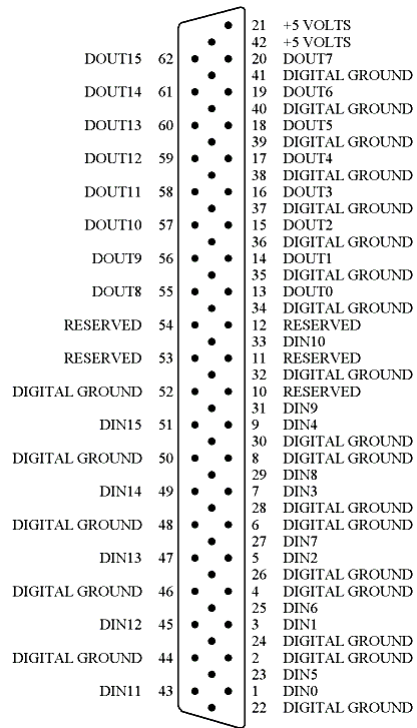 21 +5 VOLTS
42 +5 VOLTS
DOUT15 62 20 DOUT7
41 DIGITAL GROUND
DOUT14 61 19 DOUT6
40 DIGITAL GROUND
DOUT13 60 18 DOUT5
39 DIGITAL GROUND
DOUT12 59 17 DOUT4
38 DIGITAL GROUND
DOUT11 58 16 DOUT3
37 DIGITAL GROUND
DOUT10 57 15 DOUT2
36 DIGITAL GROUND
DOUT9 56 14 DOUT1
35 DIGITAL GROUND
DOUT8 55 13 DOUT0
34 DIGITAL GROUND
RESERVED 54 12 RESERVED
33 DIN10
RESERVED 53 11 RESERVED
32 DIGITAL GROUND
DIGITAL GROUND 52 10 RESERVED
31 DIN9
DIN15 51 9 DIN4
30 DIGITAL GROUND
DIGITAL GROUND 50 8 DIGITAL GROUND
29 DIN8
DIN14 49 7 DIN3
28 DIGITAL GROUND
DIGITAL GROUND 48 6 DIGITAL GROUND
27 DIN7
DIN13 47 5 DIN2
26 DIGITAL GROUND
DIGITAL GROUND 46 4 DIGITAL GROUND
25 DIN6
DIN12 45 3 DIN1
24 DIGITAL GROUND
DIGITAL GROUND 44 2 DIGITAL GROUND
23 DIN5
DIN11 43 1 DIN0
22 DIGITAL GROUND